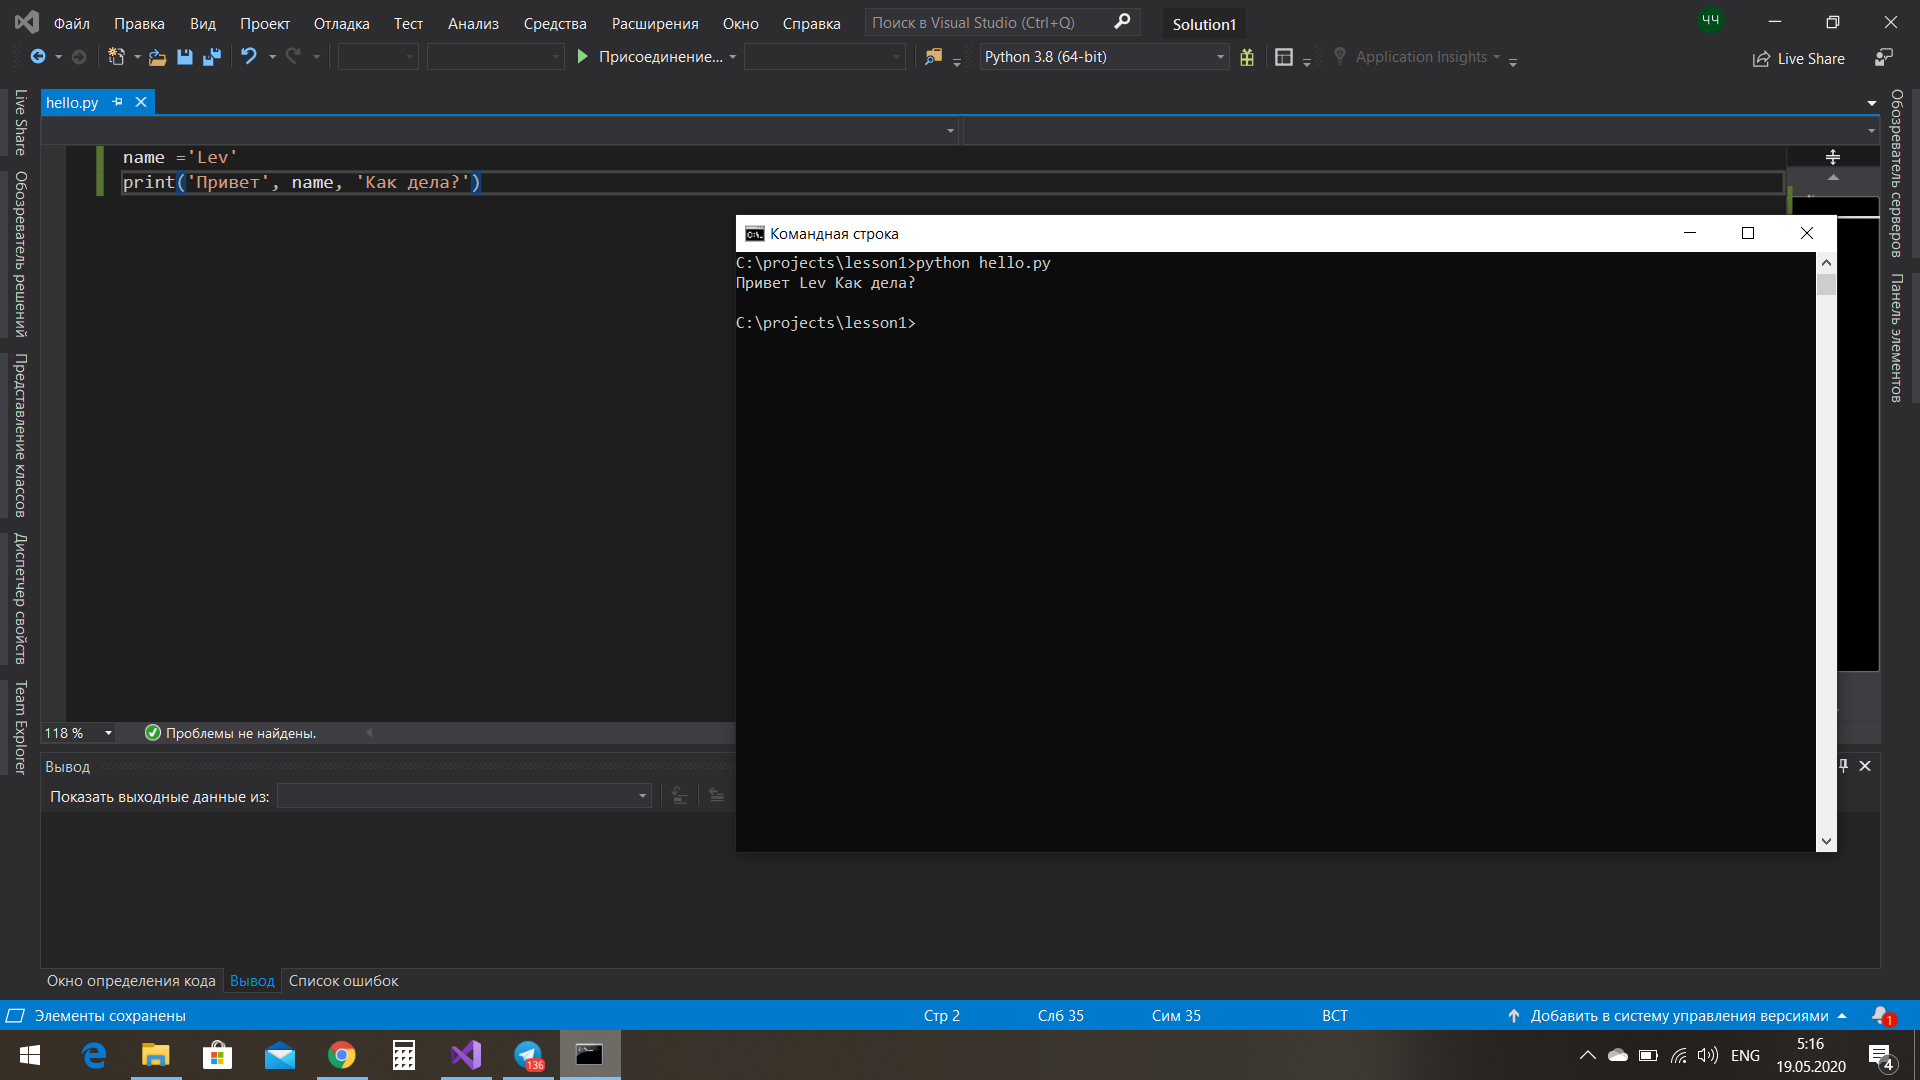 Файл Правка Вид Проект Отладка Тест Анализ Средства Расширения Окно Справка Поиск в Visual Studio (Ctrl+Q) Solution1 ЧЧ
Присоединение... Python 3.8 (64-bit) Application Insights Live Share
hello.py
Live Share
Обозреватель решений
Представление классов
Диспетчер свойств
Team Explorer
name ='Lev'
print('Привет', name, 'Как дела?')
Обозреватель серверов
Панель элементов
Командная строка
C:\projects\lesson1>python hello.py
Привет Lev Как дела?
C:\projects\lesson1>
118 % Проблемы не найдены.
Вывод
Показать выходные данные из:
Окно определения кода Вывод Список ошибок
Элементы сохранены Стр 2 Слб 35 Сим 35 ВСТ Добавить в систему управления версиями 1
136 ENG 5:16
19.05.2020 4